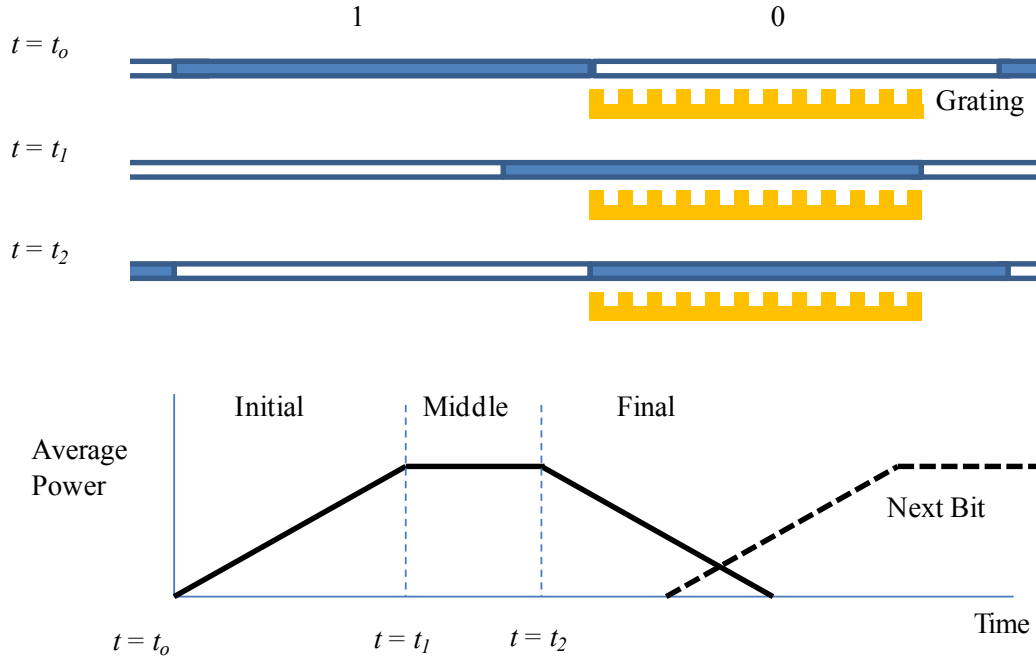 1 0
t = to
Grating
t = t1
t = t2
Initial Middle Final
Average
Power
Next Bit
Time
t = to t = t1 t = t2